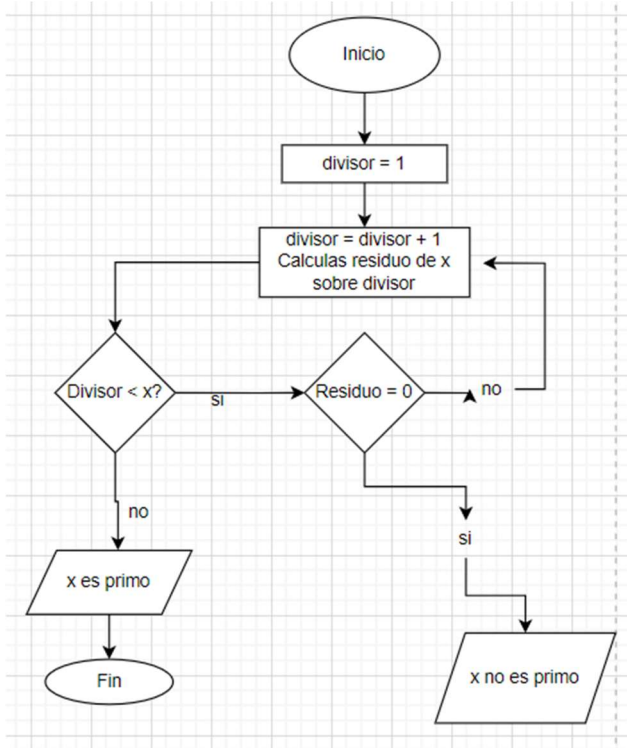 Inicio
divisor = 1
divisor = divisor + 1
Calculas residuo de x
sobre divisor
Divisor < x?
si
Residuo = 0
no
no
si
x es primo
x no es primo
Fin